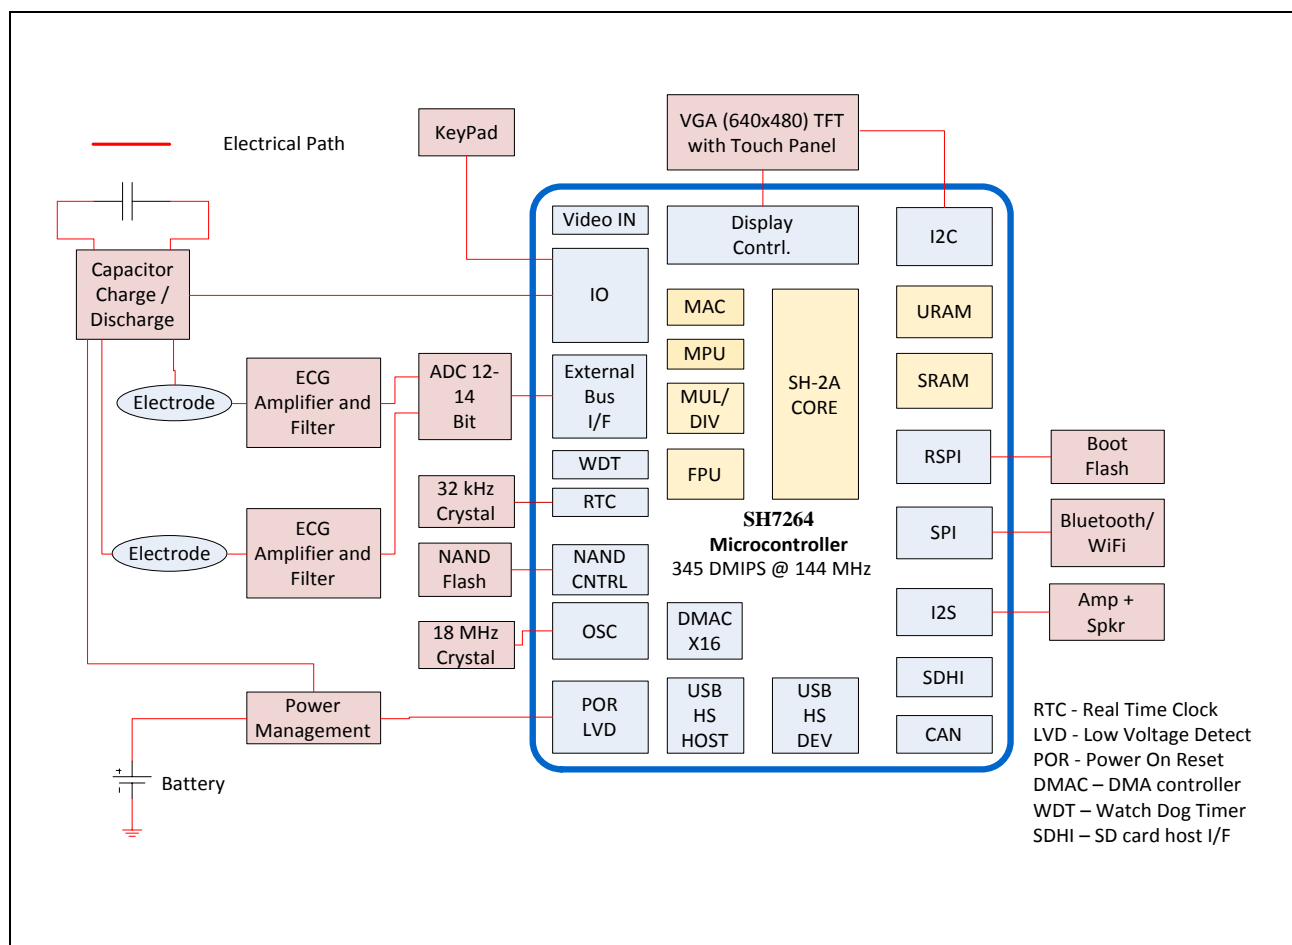 Electrical Path
KeyPad
VGA (640x480) TFT
with Touch Panel
Video IN
Display
Contrl.
I2C
Capacitor
Charge /
Discharge
IO
MAC
URAM
MPU
SH-2A
CORE
SRAM
Electrode
ECG
Amplifier and
Filter
ADC 12-
14
Bit
External
Bus
I/F
MUL/
DIV
WDT
FPU
RSPI
Boot
Flash
32 kHz
Crystal
RTC
SH7264
Microcontroller
345 DMIPS @ 144 MHz
SPI
Bluetooth/
WiFi
Electrode
ECG
Amplifier and
Filter
NAND
Flash
NAND
CNTRL
18 MHz
Crystal
OSC
DMAC
X16
I2S
Amp +
Spkr
SDHI
Power
Management
POR
LVD
USB
HS
HOST
USB
HS
DEV
CAN
+
-
Battery
RTC - Real Time Clock
LVD - Low Voltage Detect
POR - Power On Reset
DMAC – DMA controller
WDT – Watch Dog Timer
SDHI – SD card host I/F